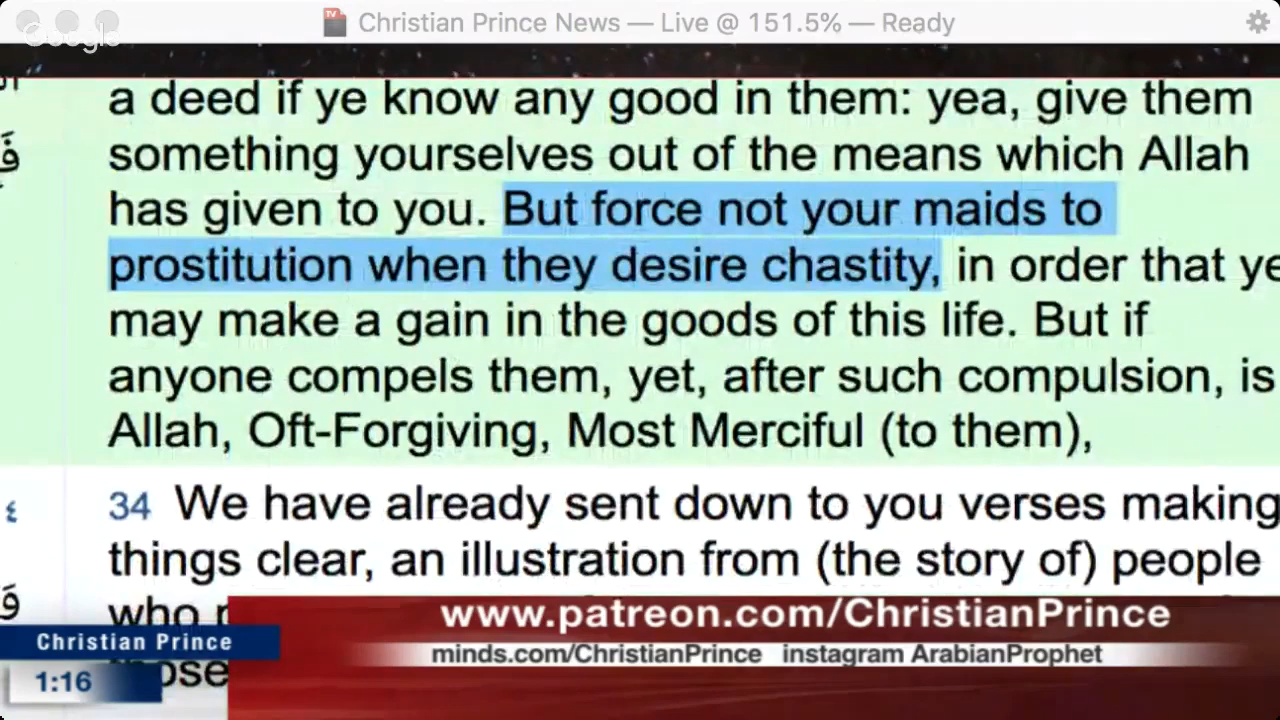 TV
Christian Prince News — Live @ 151.5% — Ready
Google
a deed if ye know any good in them: yea, give them
something yourselves out of the means which Allah
has given to you. But force not your maids to
prostitution when they desire chastity, in order that ye
may make a gain in the goods of this life. But if
anyone compels them, yet, after such compulsion, is
Allah, Oft-Forgiving, Most Merciful (to them),
34 We have already sent down to you verses making
things clear, an illustration from (the story of) people
who
www.patreon.com/ChristianPrince
Christian Prince
minds.com/ChristianPrince instagram ArabianProphet
1:16